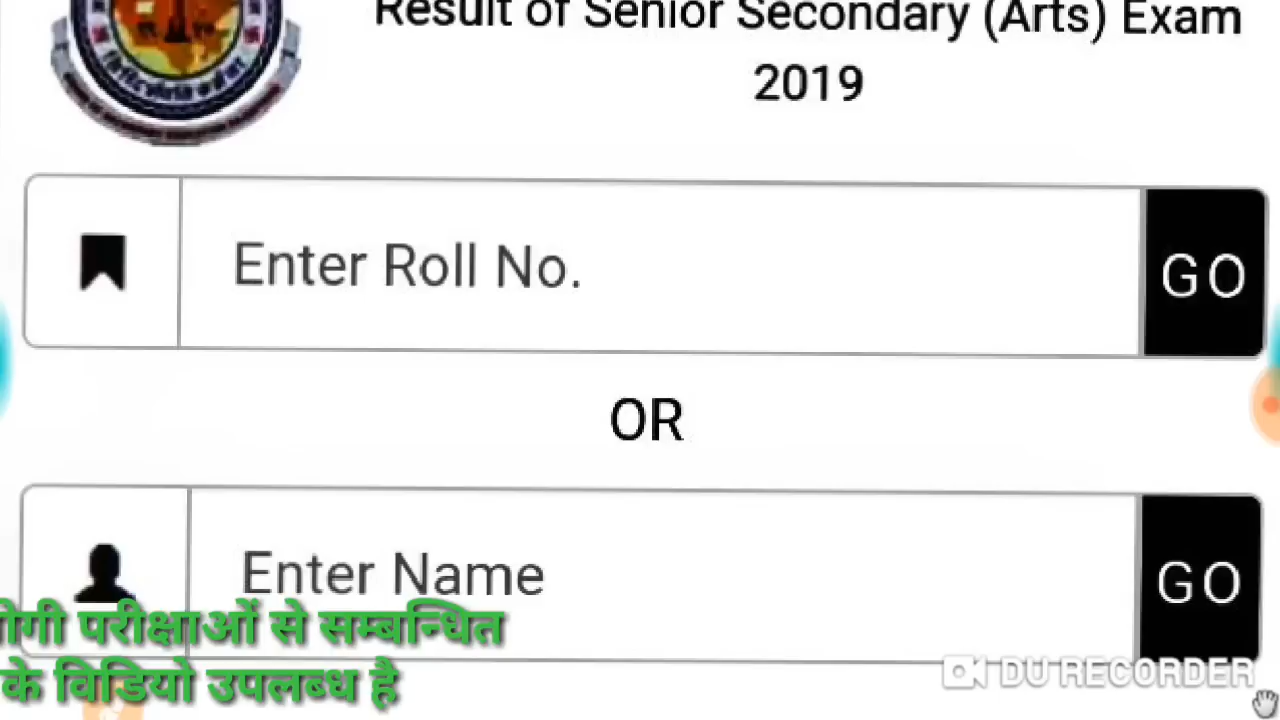 Result of Senior Secondary (Arts) Exam
2019
Enter Roll No.
GO
OR
Enter Name
GO
परीक्षाओं से सम्बन्धित
के विडियो उपलब्ध है
DU RECORDER